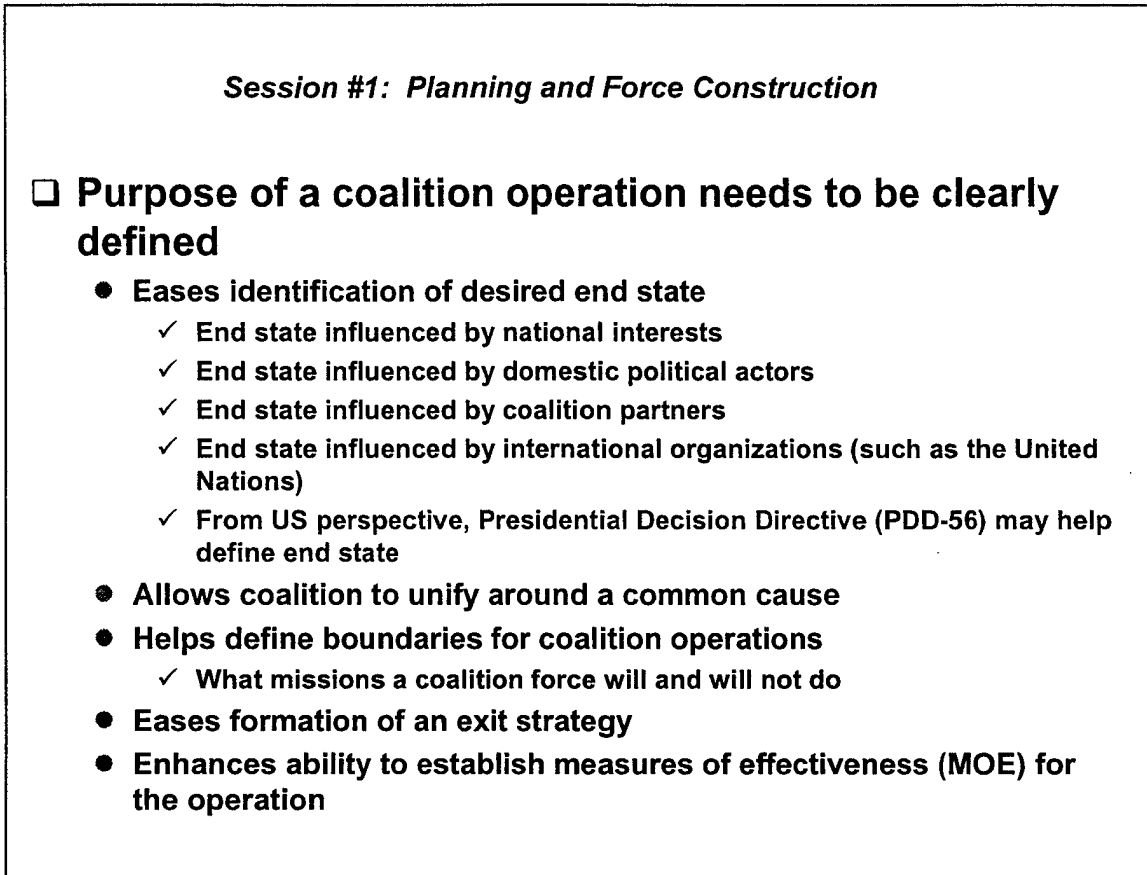 Session #1: Planning and Force Construction
❑ Purpose of a coalition operation needs to be clearly
defined
● Eases identification of desired end state
✓ End state influenced by national interests
✓ End state influenced by domestic political actors
✓ End state influenced by coalition partners
✓ End state influenced by international organizations (such as the United
Nations)
✓ From US perspective, Presidential Decision Directive (PDD-56) may help
define end state
● Allows coalition to unify around a common cause
● Helps define boundaries for coalition operations
✓ What missions a coalition force will and will not do
● Eases formation of an exit strategy
● Enhances ability to establish measures of effectiveness (MOE) for
the operation